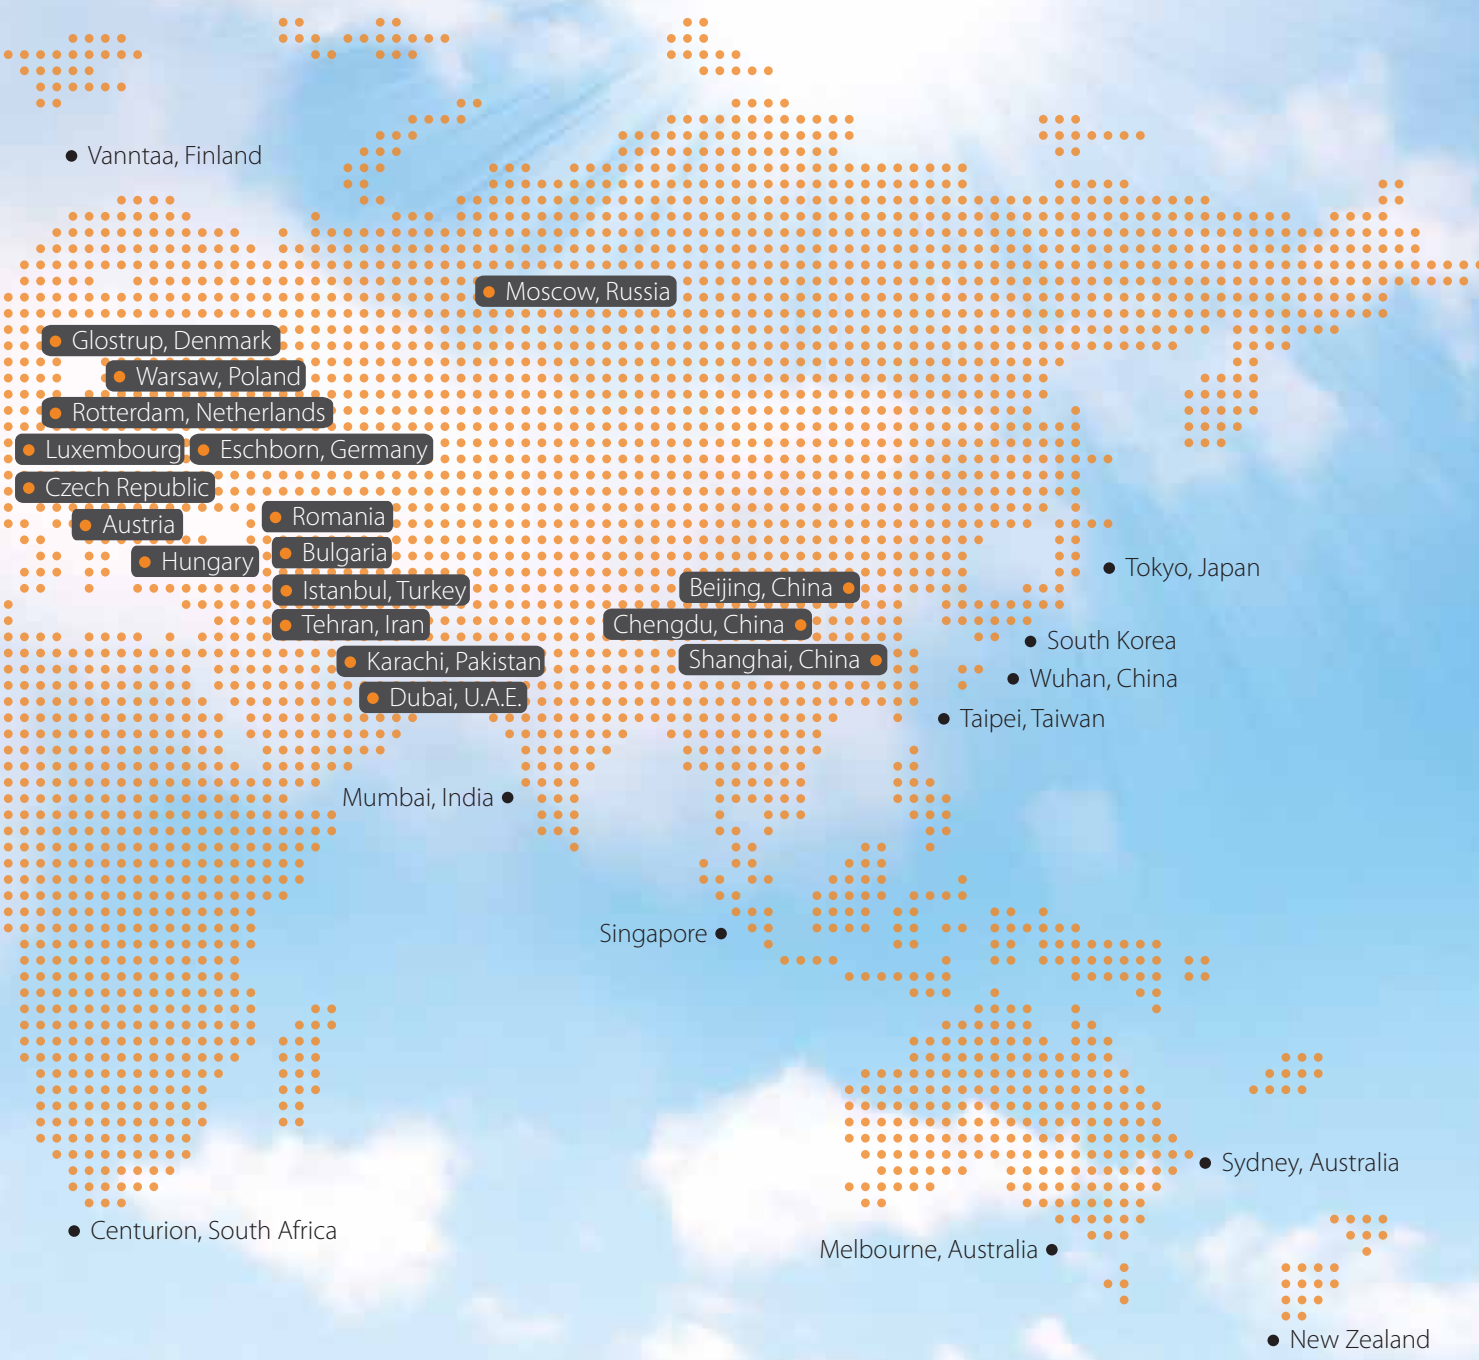 Vanntaa, Finland
Moscow, Russia
Glostrup, Denmark
Warsaw, Poland
Rotterdam, Netherlands
Luxembourg
Eschborn, Germany
Czech Republic
Austria
Romania
Hungary
Bulgaria
Istanbul, Turkey
Tehran, Iran
Karachi, Pakistan
Dubai, U.A.E.
Beijing, China
Chengdu, China
Shanghai, China
Tokyo, Japan
South Korea
Wuhan, China
Taipei, Taiwan
Mumbai, India
Singapore
Sydney, Australia
Centurion, South Africa
Melbourne, Australia
New Zealand